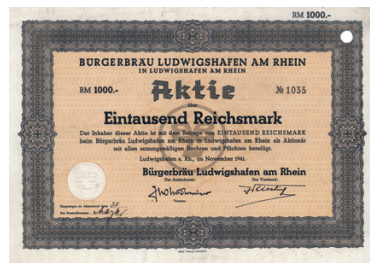 RM 1000.-
BÜRGERBRÄU LUDWIGSHAFEN AM RHEIN
IN LUDWIGSHAFEN AM RHEIN
RM 1000.- Aktie № 1035
über
Eintausend Reichsmark
Der Inhaber dieser Aktie ist mit dem Betrage von EINTAUSEND REICHSMARK
beim Bürgerbräu Ludwigshafen am Rhein in Ludwigshafen am Rhein als Aktionär
mit allen satzungsmäßigen Rechten und Pflichten beteiligt.
Ludwigshafen a. Rh., im November 1941.
Bürgerbräu Ludwigshafen am Rhein
Der Aufsichtsrat: Der Vorstand: